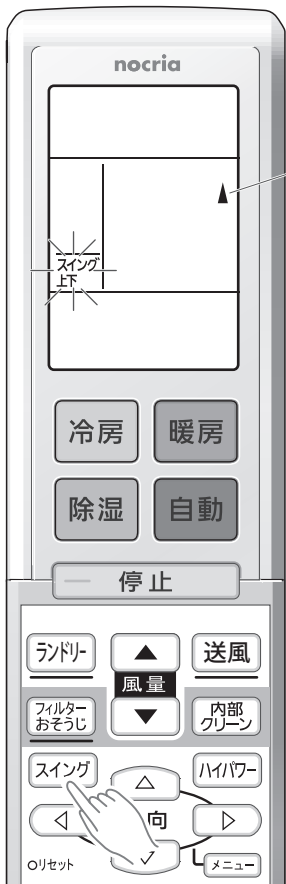 nocria
スイング
上下
冷房
暖房
除湿
自動
停止
ランドリー
▲
送風
風量
フィルター
おそうじ
▼
内部
クリーン
スイング
ハイパワー
向
リセット
メニュー